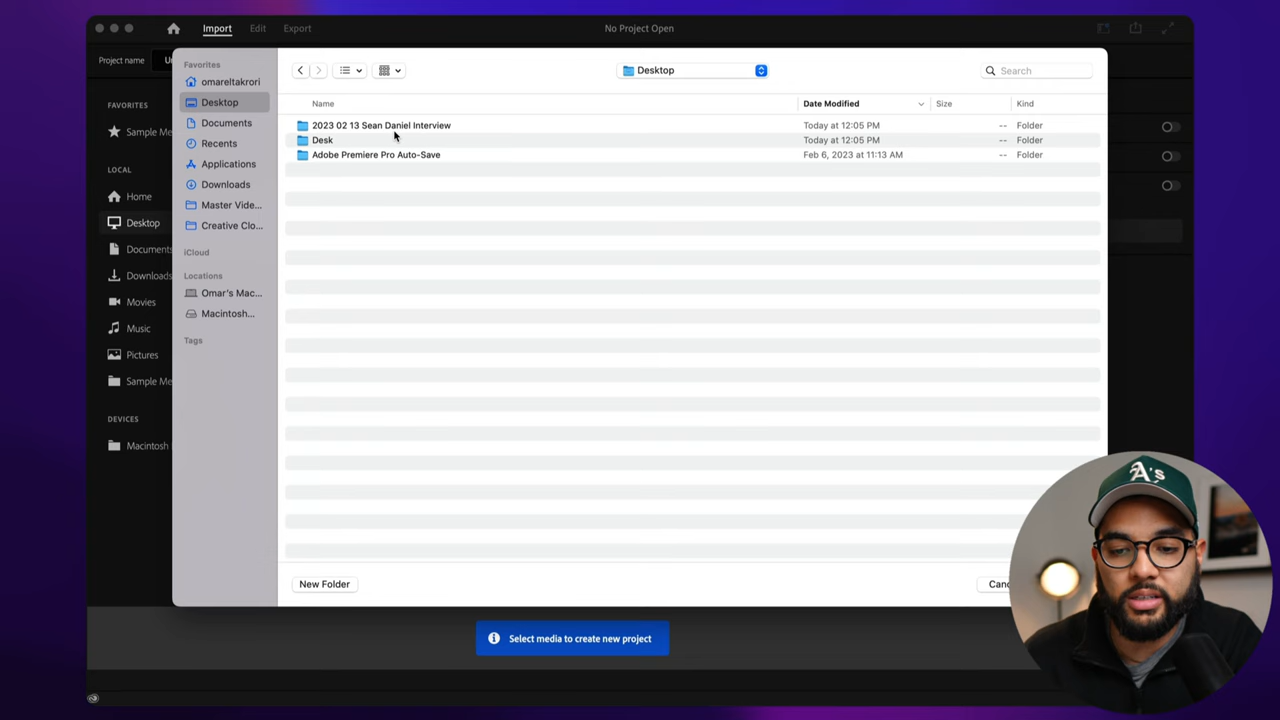 Import Edit Export No Project Open
Project name
Favorites
omareltakrori
Desktop
Documents
Recents
Applications
Downloads
Master Vide...
Creative Clo...
iCloud
Locations
Omar's Mac...
Macintosh...
Tags
Desktop
Search
Name Date Modified Size Kind
2023 02 13 Sean Daniel Interview Today at 12:05 PM -- Folder
Desk Today at 12:05 PM -- Folder
Adobe Premiere Pro Auto-Save Feb 6, 2023 at 11:13 AM -- Folder
New Folder
FAVORITES
Sample Me
LOCAL
Home
Desktop
Documents
Downloads
Movies
Music
Pictures
Sample Me
DEVICES
Macintosh
Select media to create new project
A's